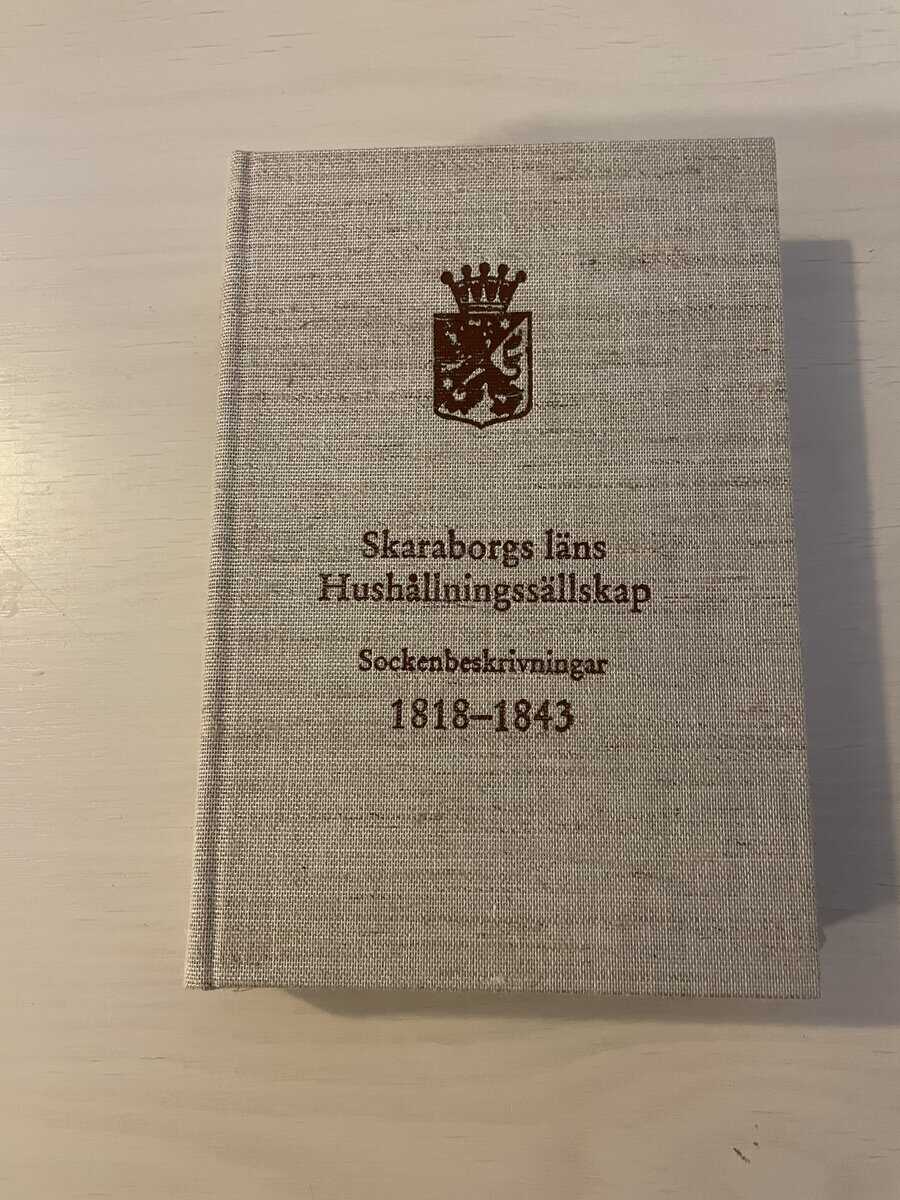 Skaraborgs läns
Hushållningssällskap
Sockenbeskrivningar
1818–1843